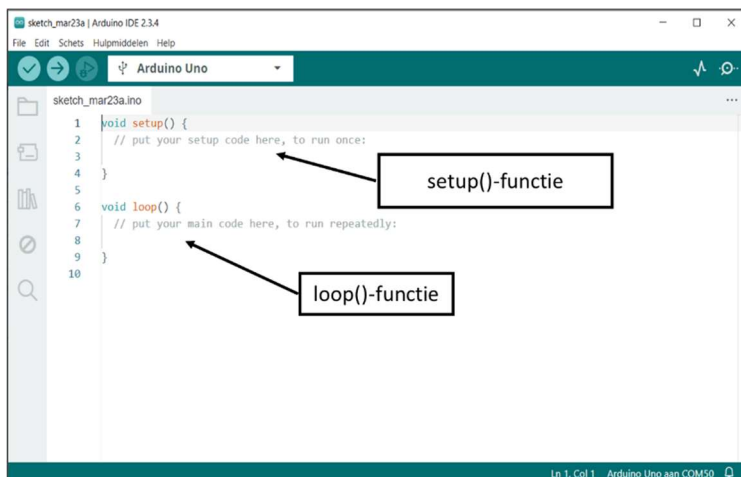 sketch_mar23a | Arduino IDE 2.3.4
File Edit Schets Hulpmiddelen Help
Arduino Uno
sketch_mar23a.ino
1 void setup() {
2 // put your setup code here, to run once:
3
4 }
5
6 void loop() {
7 // put your main code here, to run repeatedly:
8
9 }
10
setup()-functie
loop()-functie
Ln 1, Col 1 Arduino Uno aan COM50